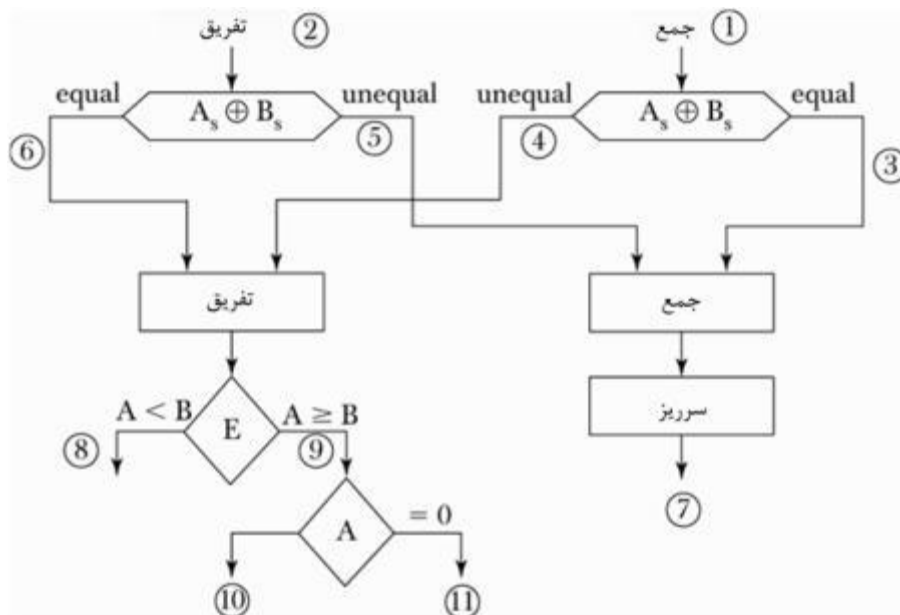 تفریق ② جمع ①
equal A_s ⊕ B_s unequal unequal A_s ⊕ B_s equal
⑥ ⑤ ④ ③
تفریق جمع
A < B E A ≥ B سرریز
⑧ ⑨
A = 0 ⑦
⑩ ⑪